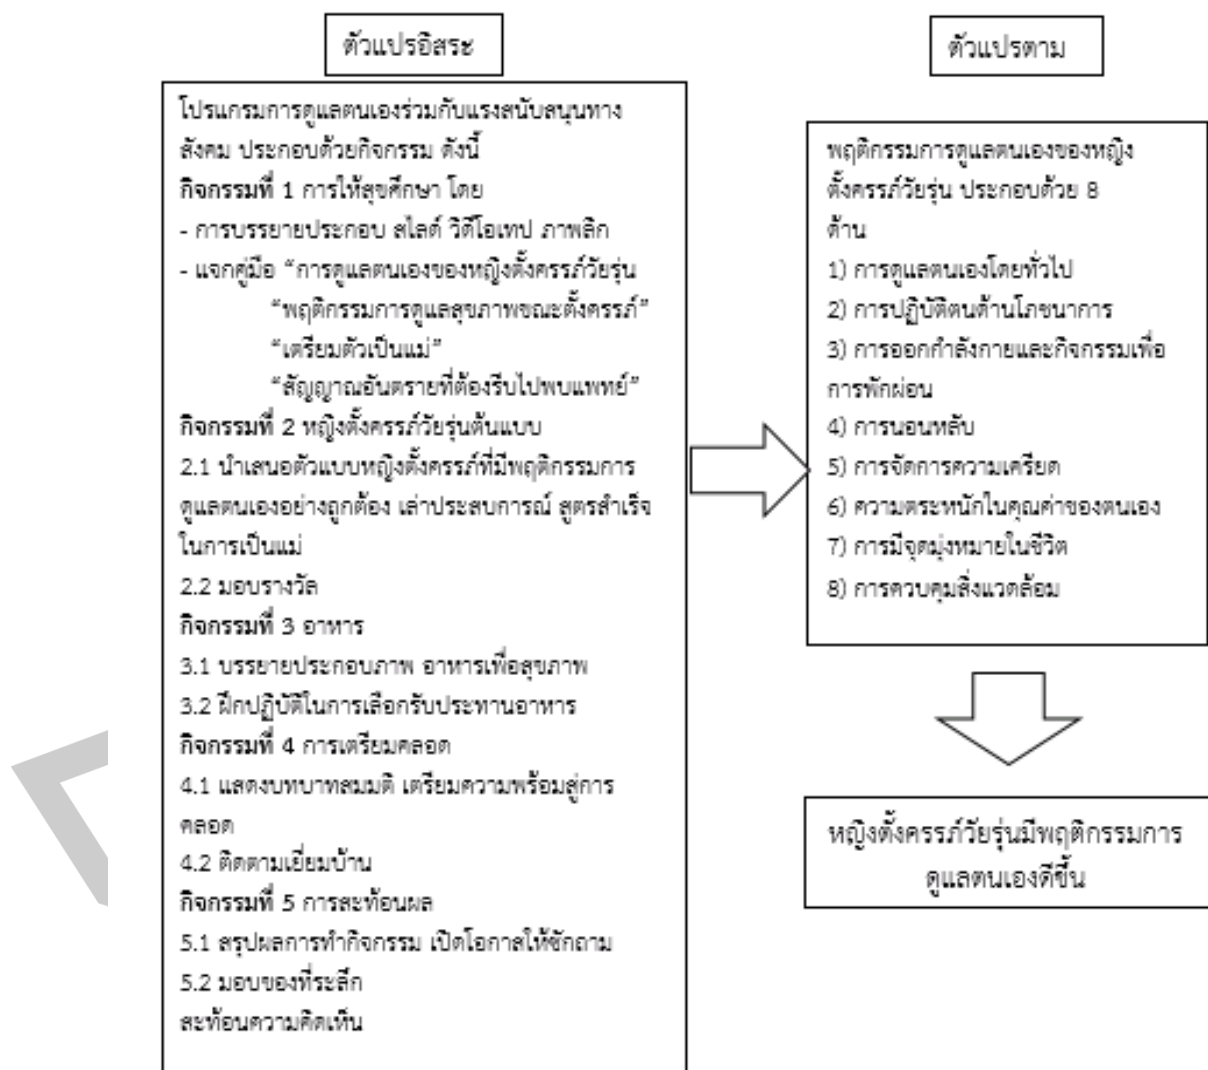 ตัวแปรอิสระ
โปรแกรมการดูแลตนเองร่วมกับแรงสนับสนุนทาง
สังคม ประกอบด้วยกิจกรรม ดังนี้
กิจกรรมที่ 1 การให้สุขศึกษา โดย
- การบรรยายประกอบ สไลด์ วิดีโอเทป ภาพลิก
- แจกคู่มือ “การดูแลตนเองของหญิงตั้งครรภ์วัยรุ่น
“พฤติกรรมการดูแลสุขภาพขณะตั้งครรภ์”
“เตรียมตัวเป็นแม่”
“สัญญาณอันตรายที่ต้องรีบไปพบแพทย์”
กิจกรรมที่ 2 หญิงตั้งครรภ์วัยรุ่นต้นแบบ
2.1 นำเสนอตัวแบบหญิงตั้งครรภ์ที่มีพฤติกรรมการ
ดูแลตนเองอย่างถูกต้อง เล่าประสบการณ์ สูตรสำเร็จ
ในการเป็นแม่
2.2 มอบรางวัล
กิจกรรมที่ 3 อาหาร
3.1 บรรยายประกอบภาพ อาหารเพื่อสุขภาพ
3.2 ฝึกปฏิบัติในการเลือกรับประทานอาหาร
กิจกรรมที่ 4 การเตรียมคลอด
4.1 แสดงบทบาทสมมติ เตรียมความพร้อมสู่การ
คลอด
4.2 ติดตามเยี่ยมบ้าน
กิจกรรมที่ 5 การสะท้อนผล
5.1 สรุปผลการทำกิจกรรม เปิดโอกาสให้ซักถาม
5.2 มอบของที่ระลึก
สะท้อนความคิดเห็น
ตัวแปรตาม
พฤติกรรมการดูแลตนเองของหญิง
ตั้งครรภ์วัยรุ่น ประกอบด้วย 8
ด้าน
1) การดูแลตนเองโดยทั่วไป
2) การปฏิบัติตนด้านโภชนาการ
3) การออกกำลังกายและกิจกรรมเพื่อ
การพักผ่อน
4) การนอนหลับ
5) การจัดการความเครียด
6) ความตระหนักในคุณค่าของตนเอง
7) การมีจุดมุ่งหมายในชีวิต
8) การควบคุมสิ่งแวดล้อม
หญิงตั้งครรภ์วัยรุ่นมีพฤติกรรมการ
ดูแลตนเองดีขึ้น